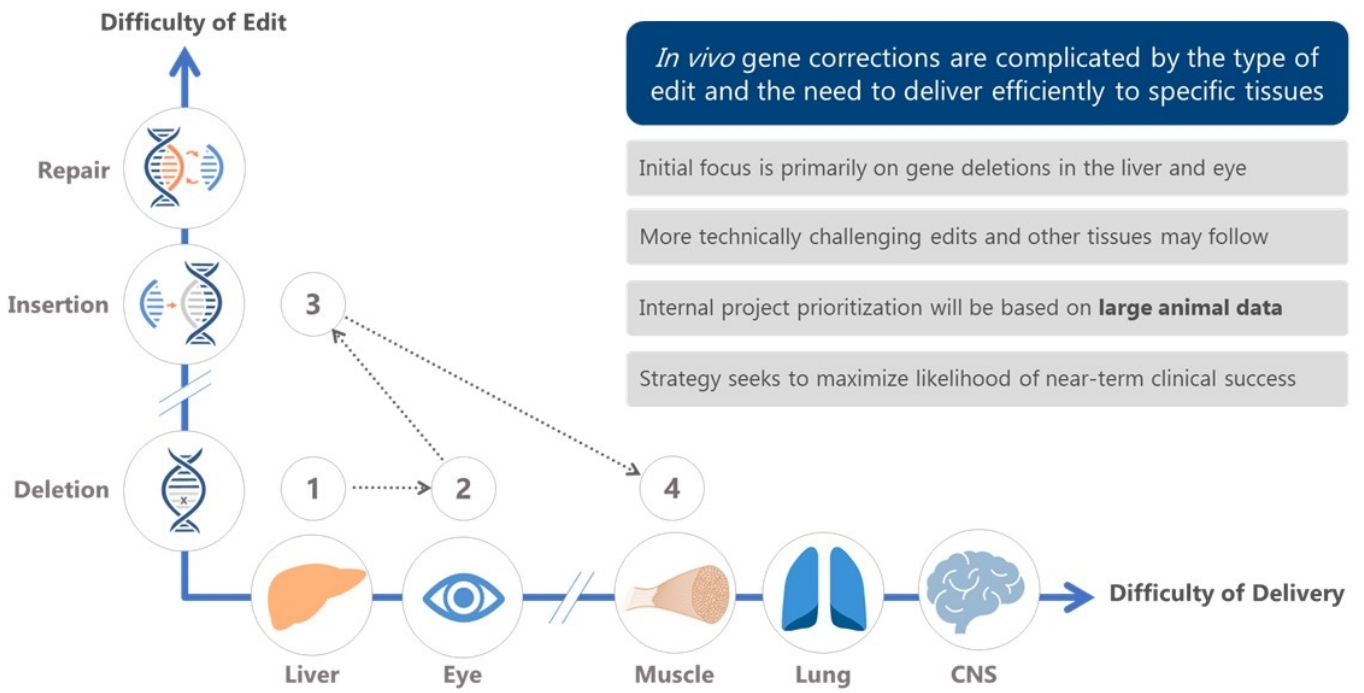 Difficulty of Edit
In vivo gene corrections are complicated by the type of
edit and the need to deliver efficiently to specific tissues
Repair
Initial focus is primarily on gene deletions in the liver and eye
More technically challenging edits and other tissues may follow
Insertion
3
Internal project prioritization will be based on large animal data
Strategy seeks to maximize likelihood of near-term clinical success
Deletion
x
1
2
4
Difficulty of Delivery
Liver
Eye
Muscle
Lung
CNS